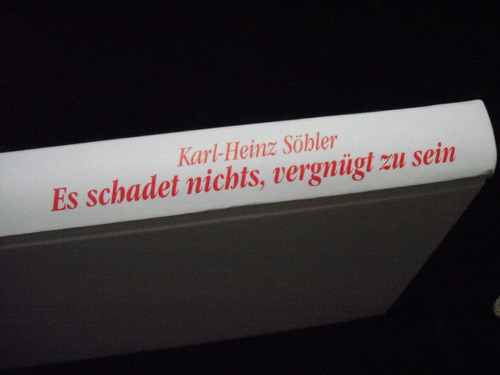 Karl-Heinz Söhler
Es schadet nichts, vergnügt zu sein